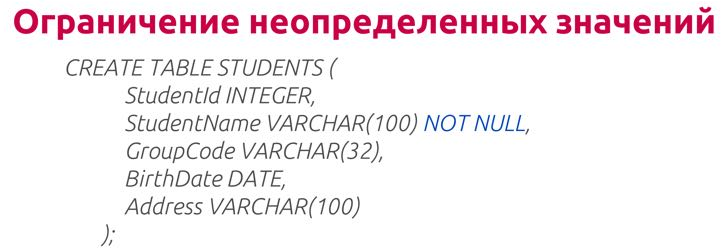 Ограничение неопределенных значений
CREATE TABLE STUDENTS (
StudentId INTEGER,
StudentName VARCHAR(100) NOT NULL,
GroupCode VARCHAR(32),
BirthDate DATE,
Address VARCHAR(100)
);